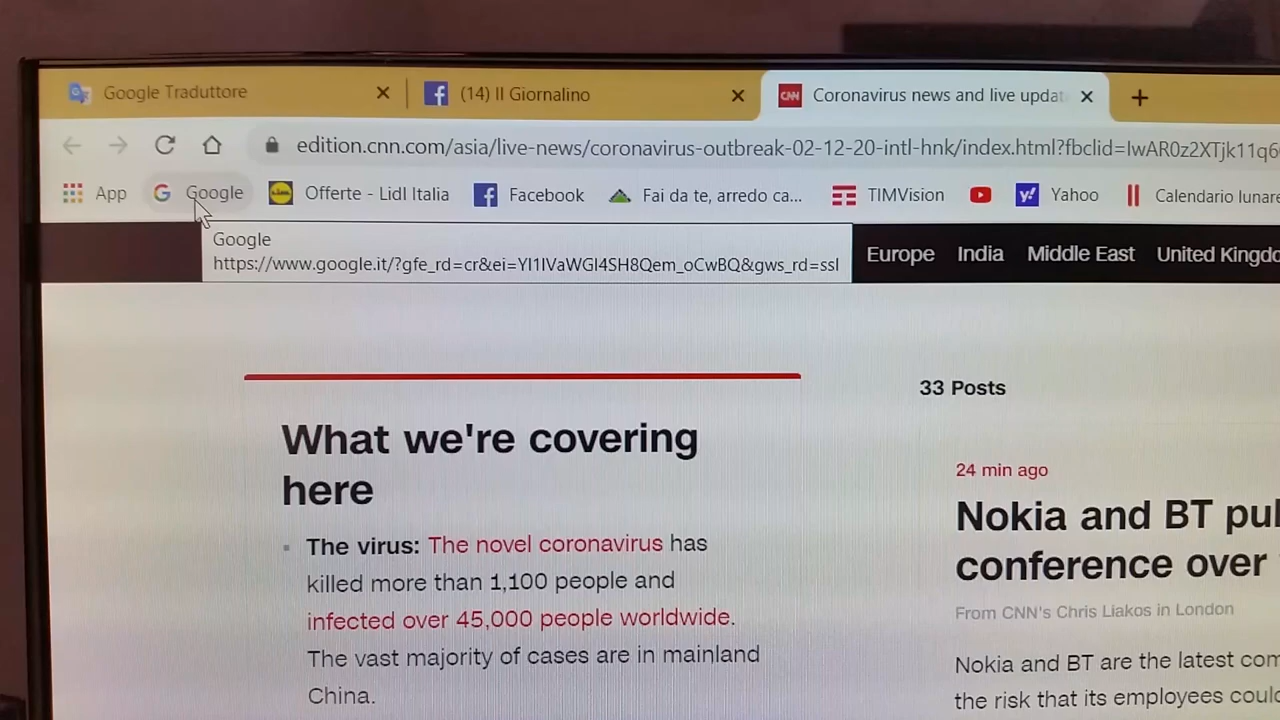 Google Traduttore
(14) Il Giornalino
CNN Coronavirus news and live updat
edition.cnn.com/asia/live-news/coronavirus-outbreak-02-12-20-intl-hnk/index.html?fbclid=IwAR0z2XTjk11q6
App Google Offerte - Lidl Italia Facebook Fai da te, arredo ca... TIMVision Yahoo Calendario lunare
Google
https://www.google.it/?gfe_rd=cr&ei=YI1IVaWGI4SH8Qem_oCwBQ&gws_rd=ssl
Europe India Middle East United Kingdo
What we're covering
here
The virus: The novel coronavirus has
killed more than 1,100 people and
infected over 45,000 people worldwide.
The vast majority of cases are in mainland
China.
33 Posts
24 min ago
Nokia and BT pul
conference over
From CNN's Chris Liakos in London
Nokia and BT are the latest com
the risk that its employees could